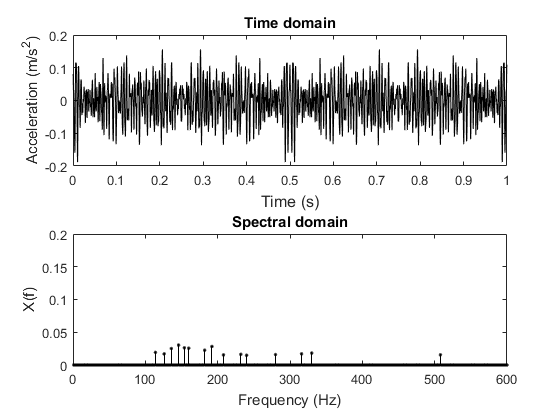 Time domain
Acceleration (m/s²)
0.2
0.1
0
-0.1
-0.2
0 0.1 0.2 0.3 0.4 0.5 0.6 0.7 0.8 0.9 1
Time (s)
Spectral domain
X(f)
0.2
0.15
0.1
0.05
0
0 100 200 300 400 500 600
Frequency (Hz)